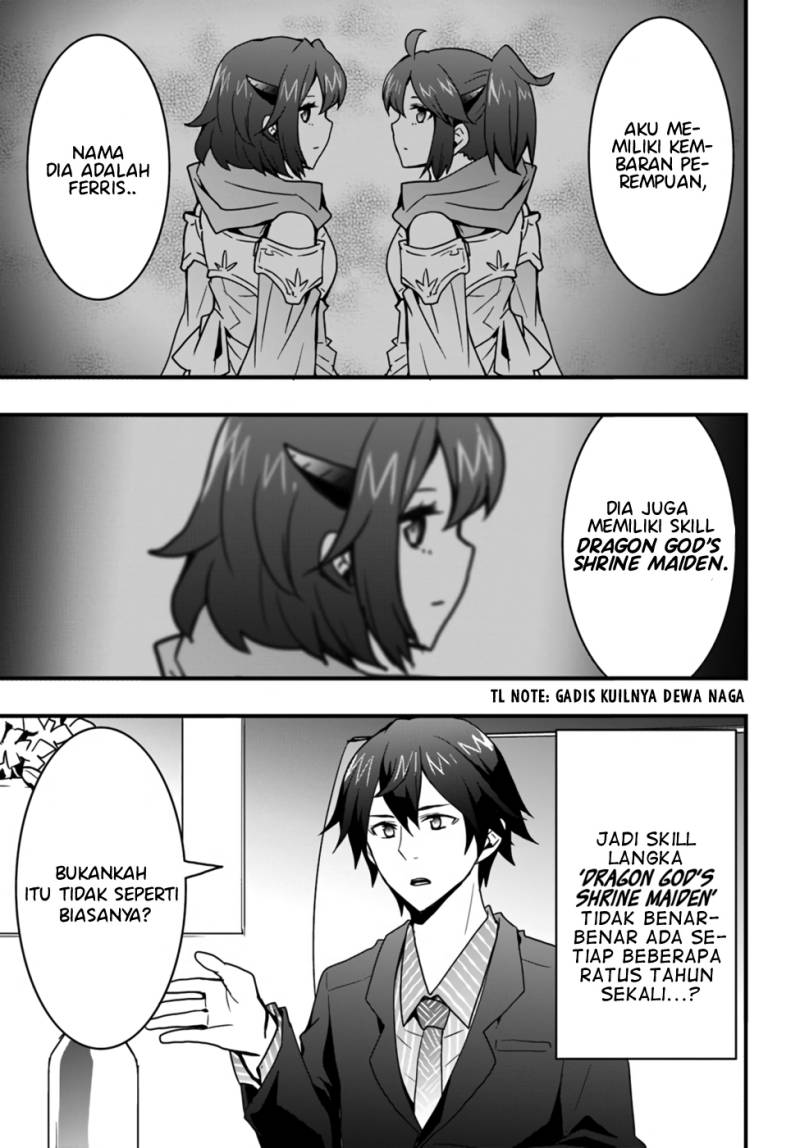 AKU ME-
MILIKI KEM-
BARAN PE-
REMPUAN,
NAMA
DIA ADALAH
FERRIS..
DIA JUGA
MEMILIKI SKILL
DRAGON GOD'S
SHRINE MAIDEN.
TL NOTE: GADIS KUILNYA DEWA NAGA
JADI SKILL
LANGKA
'DRAGON GOD'S
SHRINE MAIDEN'
TIDAK BENAR-
BENAR ADA SE-
TIAP BEBERAPA
RATUS TAHUN
SEKALI...?
BUKANKAH
ITU TIDAK SEPERTI
BIASANYA?